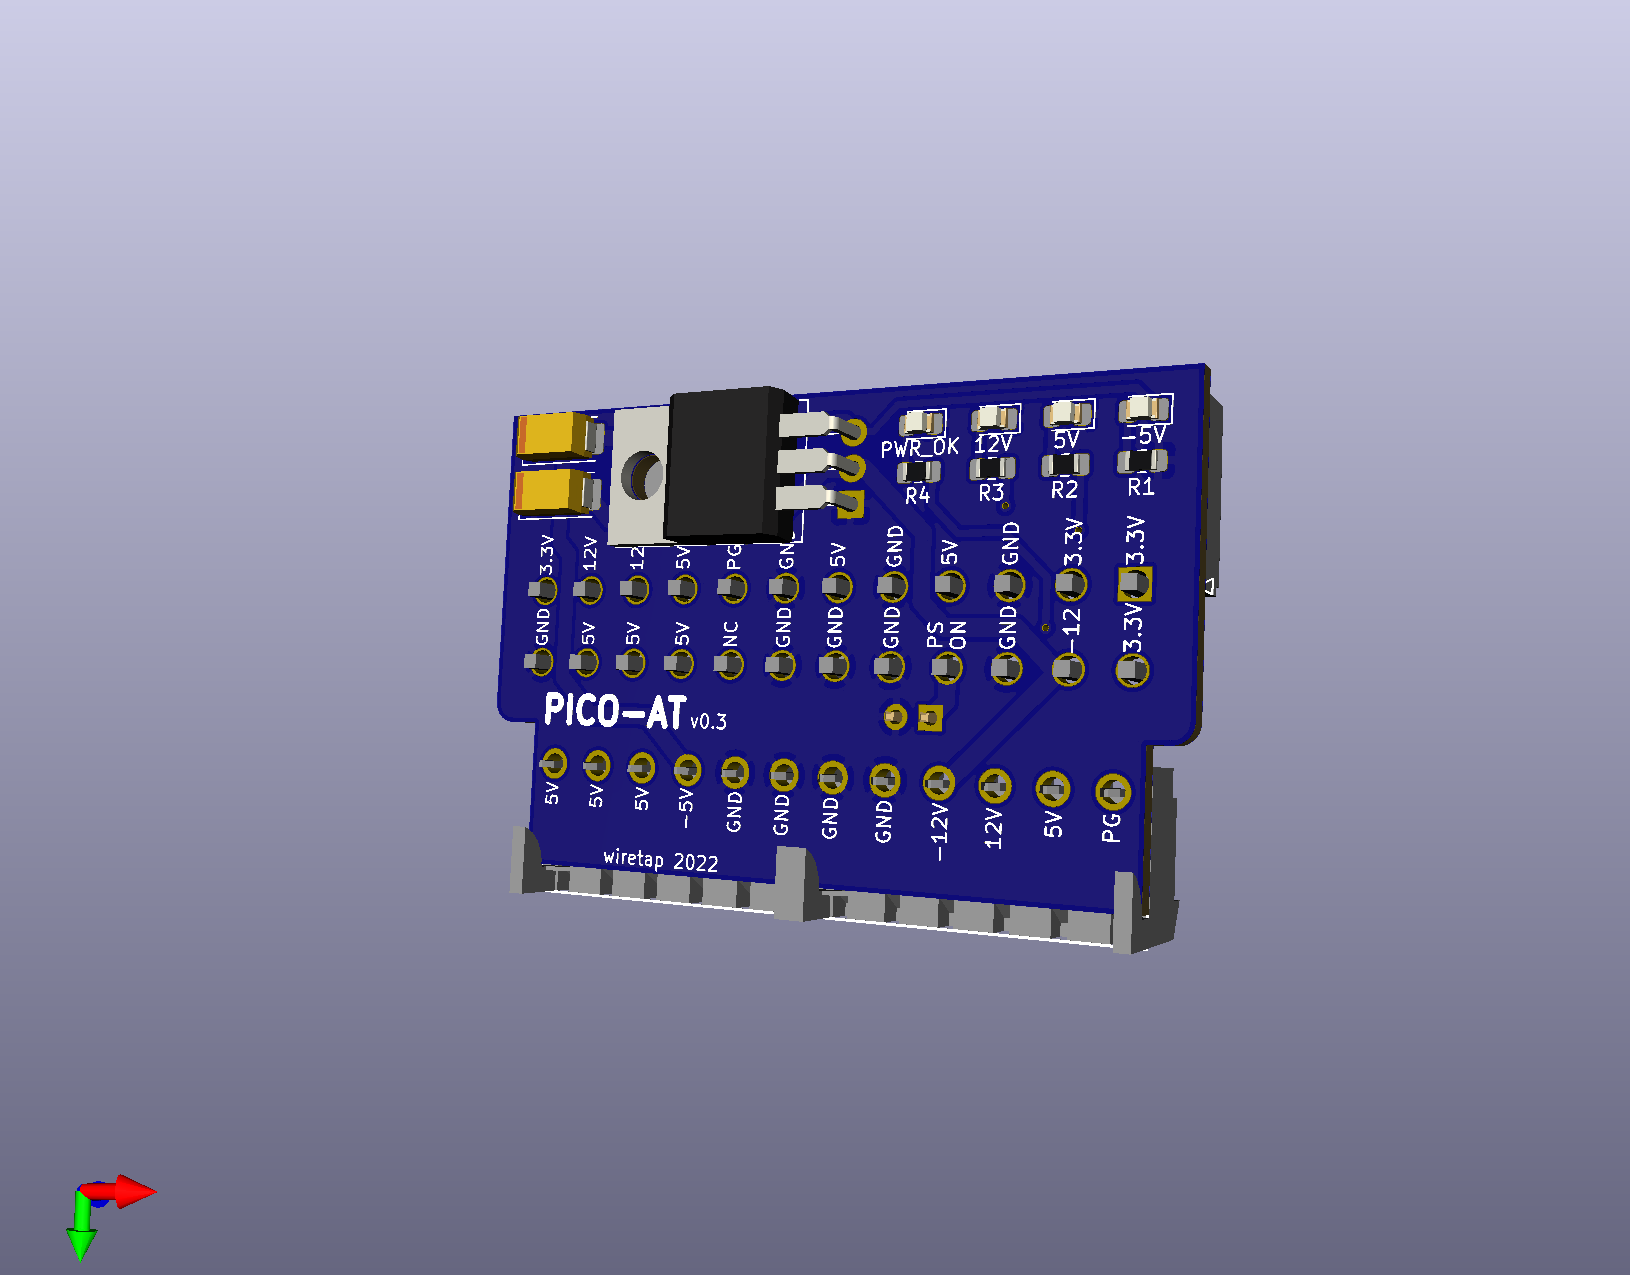 PWR_OK 12V 5V -5V
R4 R3 R2 R1
3.3V 12V 12 5V PG GN 5V GND 5V GND 3.3V 3.3V
GND 5V 5V 5V NC GND GND GND PS ON GND -12 3.3V
PICO-AT v0.3
5V 5V 5V -5V GND GND GND GND -12V 12V 5V PG
wiretap 2022